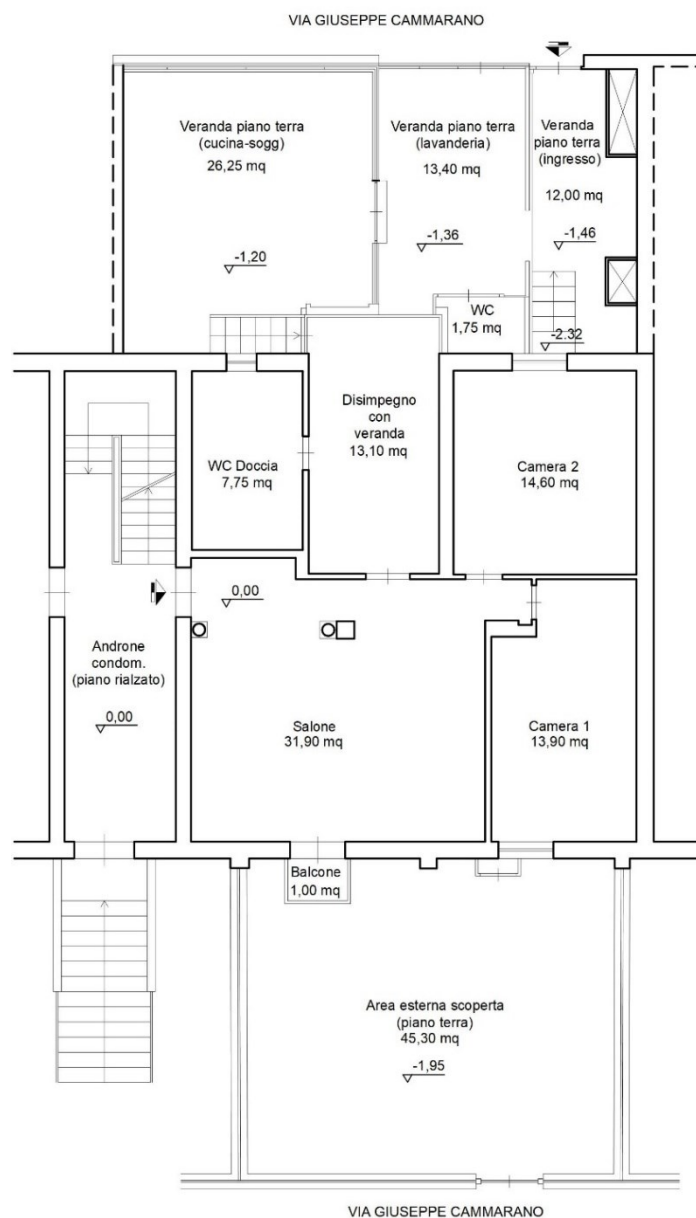 VIA GIUSEPPE CAMMARANO
Veranda piano terra
(cucina-sogg)
26,25 mq
-1,20
Veranda piano terra
(lavanderia)
13,40 mq
-1,36
Veranda
piano terra
(ingresso)
12,00 mq
-1,46
WC
1,75 mq
-2.32
WC Doccia
7,75 mq
Disimpegno
con
veranda
13,10 mq
Camera 2
14,60 mq
0,00
Androne
condom.
(piano rialzato)
0,00
Salone
31,90 mq
Camera 1
13,90 mq
Balcone
1,00 mq
Area esterna scoperta
(piano terra)
45,30 mq
-1,95
VIA GIUSEPPE CAMMARANO